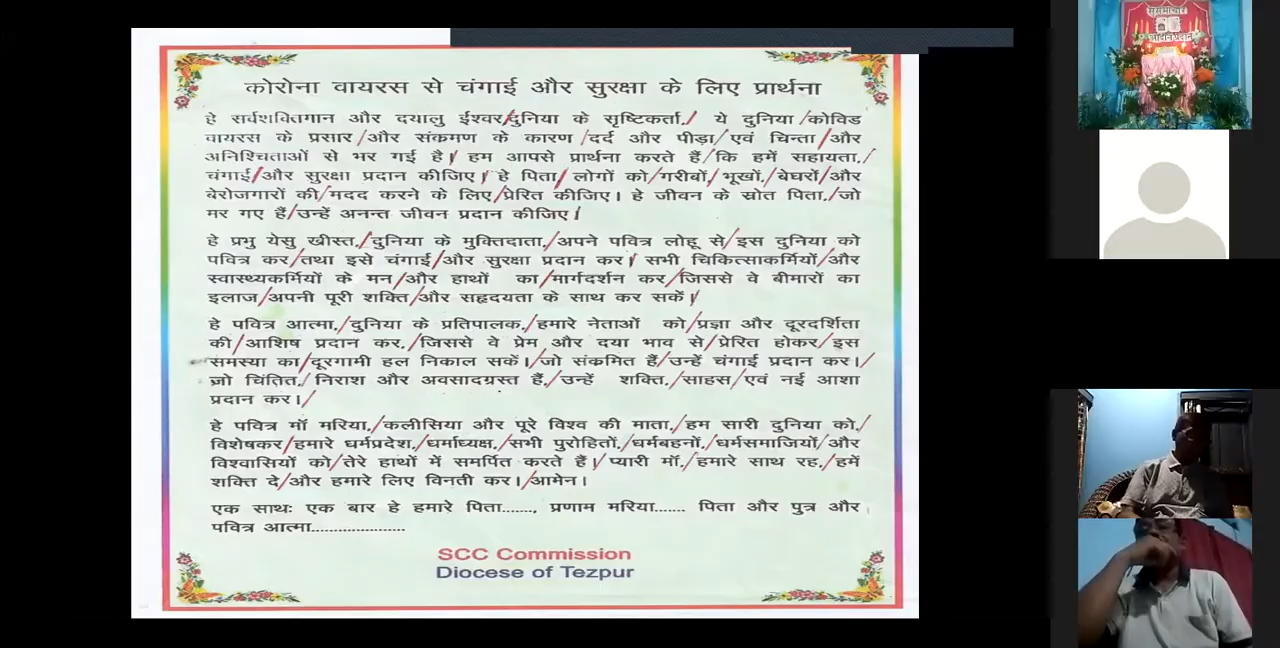 कोरोना वायरस से चंगाई और सुरक्षा के लिए प्रार्थना
हे सर्वशक्तिमान और दयालु ईश्वर/दुनिया के सृष्टिकर्ता,/ ये दुनिया/कोविड
वायरस के प्रसार/और संकमण के कारण/दर्द और पीड़ा/एवं चिन्ता/और
अनिश्चिताओं से भर गई है।/ हम आपसे प्रार्थना करते हैं/कि हमें सहायता,/
चंगाई/और सुरक्षा प्रदान कीजिए।/ हे पिता/ लोगों को/गरीबों,/ भूखों,/ बेघरों/और
बेरोजगारों की/मदद करने के लिए/प्रेरित कीजिए। हे जीवन के स्रोत पिता,/जो
मर गए हैं/उन्हें अनन्त जीवन प्रदान कीजिए।/
हे प्रभु येसु खीस्त,/दुनिया के मुक्तिदाता,/अपने पवित्र लोहू से/इस दुनिया को
पवित्र कर/तथा इसे चंगाई/और सुरक्षा प्रदान कर।/ सभी चिकित्साकर्मियों/और
स्वास्थ्यकर्मियों के मन/और हाथों का/मार्गदर्शन कर/जिससे वे बीमारों का
इलाज/अपनी पूरी शक्ति/और सहृदयता के साथ कर सकें।/
हे पवित्र आत्मा,/दुनिया के प्रतिपालक,/हमारे नेताओं को/प्रज्ञा और दूरदर्शिता
की/आशिष प्रदान कर,/जिससे वे प्रेम और दया भाव से/प्रेरित होकर/इस
समस्या का/दूरगामी हल निकाल सकें।/जो संकमित हैं/उन्हें चंगाई प्रदान कर।/
जो चिंतित,/निराश और अवसादग्रस्त हैं,/उन्हें शक्ति,/साहस/एवं नई आशा
प्रदान कर।/
हे पवित्र माँ मरिया,/कलीसिया और पूरे विश्व की माता,/हम सारी दुनिया को,/
विशेषकर/हमारे धर्मप्रदेश,/धर्माध्यक्ष,/सभी पुरोहितों,/धर्मबहनों,/धर्मसमाजियों/और
विश्वासियों को/तेरे हाथों में समर्पित करते हैं।/प्यारी माँ,/हमारे साथ रह,/हमें
शक्ति दे/और हमारे लिए विनती कर।/आमेन।
एक साथः एक बार हे हमारे पिता......, प्रणाम मरिया...... पिता और पुत्र और
पवित्र आत्मा....................
SCC Commission
Diocese of Tezpur
सुसमाचार